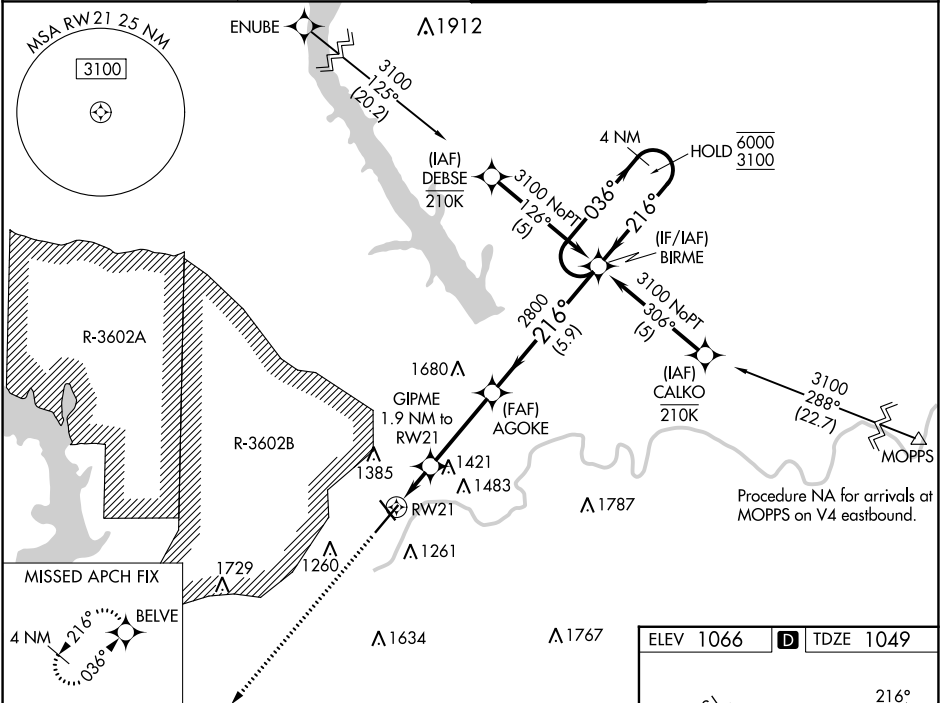 MSA RW21 25 NM
3100
ENUBE
1912
3100
125°
(20.2)
(IAF)
DEBSE
210K
3100 NoPT
126°
(5)
4 NM
HOLD 6000
3100
036°
216°
(IF/IAF)
BIRME
3100 NoPT
306°
(5)
2800
216°
(5.9)
(IAF)
CALKO
210K
3100
288°
(22.7)
MOPPS
Procedure NA for arrivals at
MOPPS on V4 eastbound.
R-3602A
R-3602B
1680
GIPME
1.9 NM to
RW21
(FAF)
AGOKE
1385
1421
1483
RW21
1787
1729
1260
1261
MISSED APCH FIX
4 NM
216°
036°
BELVE
1634
1767
ELEV 1066
D
TDZE 1049
216°